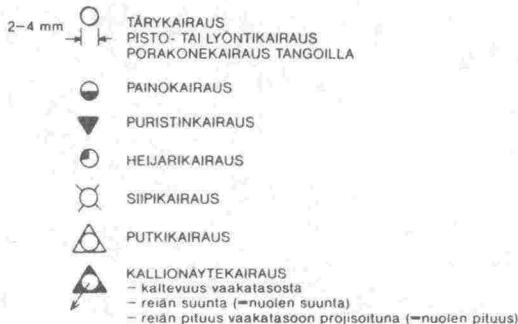 2–4 mm
TÄRYKAIRAUS
PISTO- TAI LYÖNTIKAIRAUS
PORAKONEKAIRAUS TANGOILLA
PAINOKAIRAUS
PURISTINKAIRAUS
HEIJARIKAIRAUS
SIIPIKAIRAUS
PUTKIKAIRAUS
KALLIONÄYTEKAIRAUS
– kaltevuus vaakatasosta
– reiän suunta (=nuolen suunta)
– reiän pituus vaakatasoon projisoituna (=nuolen pituus)